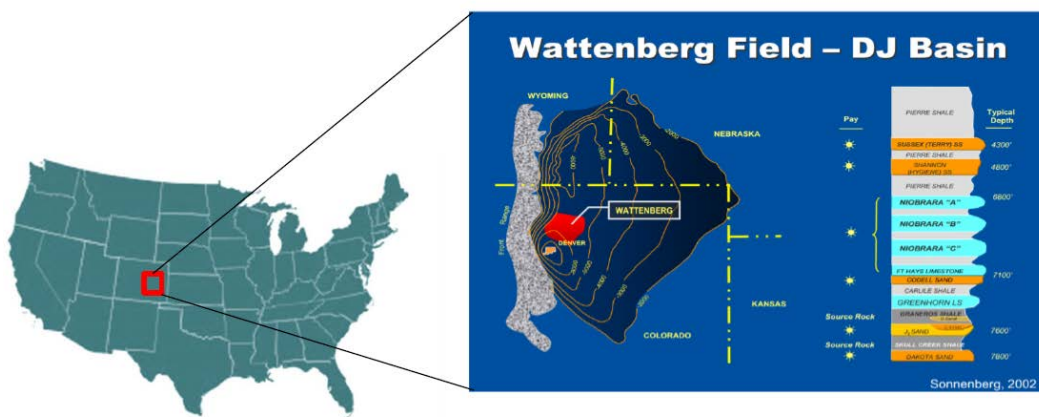 Wattenberg Field – DJ Basin
WYOMING
NEBRASKA
Front Range
WATTENBERG
DENVER
KANSAS
COLORADO
Pay
Typical
Depth
PIERRE SHALE
SUSSEX (TERRY) SS
4300'
PIERRE SHALE
SHANNON
(HYGIENE) SS
4800'
PIERRE SHALE
6800'
NIOBRARA "A"
NIOBRARA "B"
NIOBRARA "C"
FT HAYS LIMESTONE
7100'
CODELL SAND
CARLILE SHALE
GREENHORN LS
Source Rock
GRANEROS SHALE
J SAND
7600'
Source Rock
SKULL CREEK SHALE
DAKOTA SAND
7800'
Sonnenberg, 2002